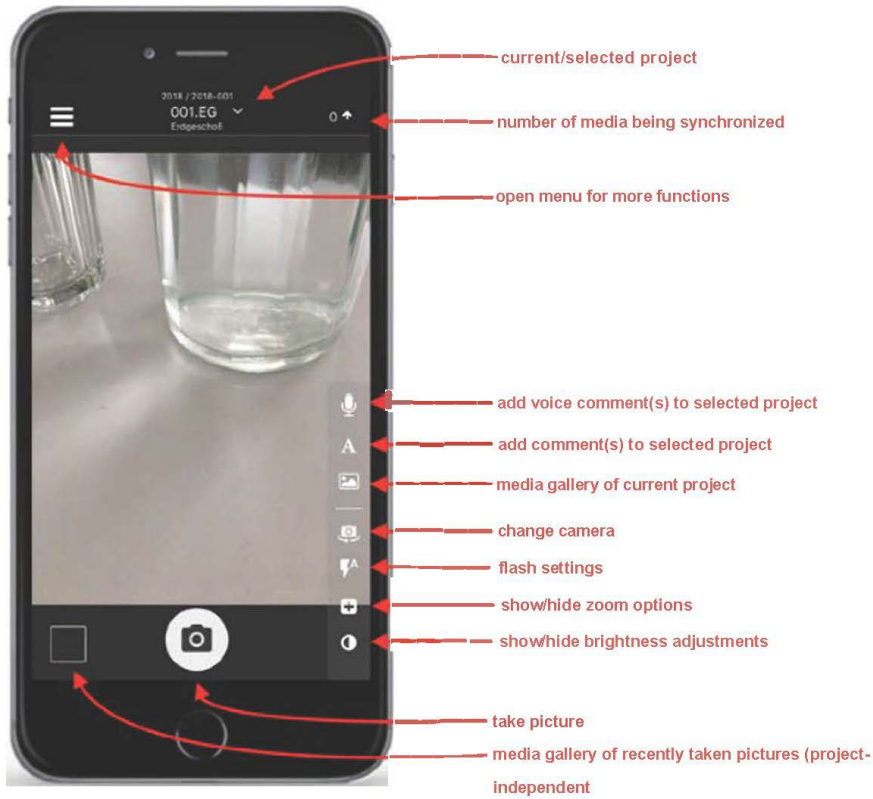 current/selected project
2018 / 2018-001
001.EG
Erdgeschoß
0
number of media being synchronized
open menu for more functions
add voice comment(s) to selected project
A
add comment(s) to selected project
media gallery of current project
change camera
A
flash settings
show/hide zoom options
show/hide brightness adjustments
take picture
media gallery of recently taken pictures (project-
independent